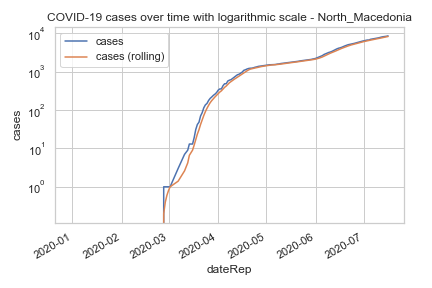 COVID-19 cases over time with logarithmic scale - North_Macedonia
cases
cases (rolling)
10^4
10^3
10^2
10^1
10^0
cases
2020-01
2020-02
2020-03
2020-04
2020-05
2020-06
2020-07
dateRep